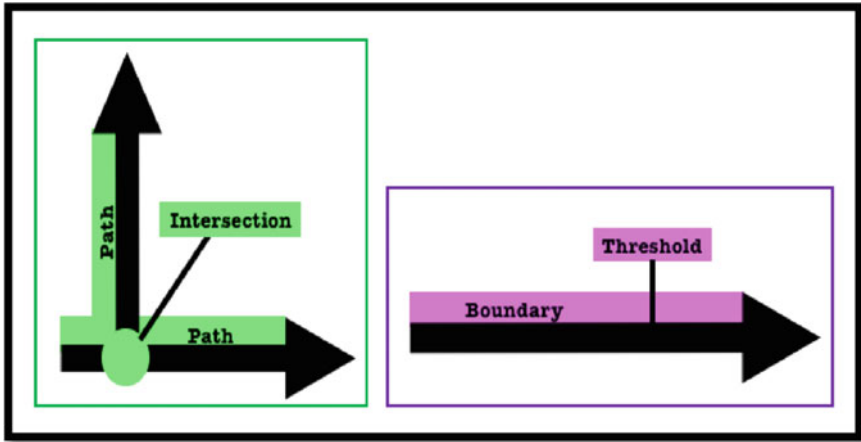 Path
Intersection
Path
Threshold
Boundary